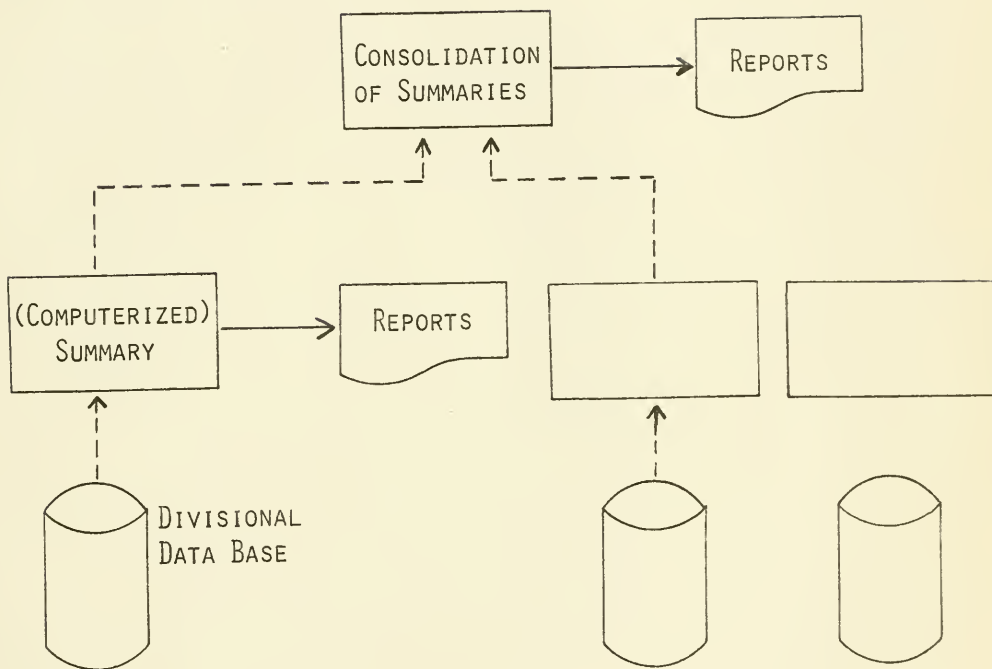 CONSOLIDATION
OF SUMMARIES
REPORTS
(COMPUTERIZED)
SUMMARY
REPORTS
DIVISIONAL
DATA BASE